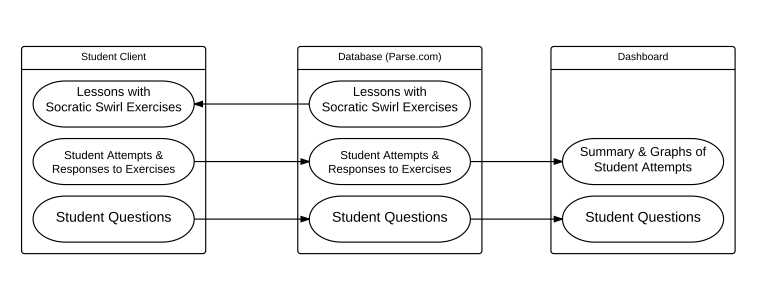 Student Client
Lessons with
Socratic Swirl Exercises
Student Attempts &
Responses to Exercises
Student Questions
Database (Parse.com)
Lessons with
Socratic Swirl Exercises
Student Attempts &
Responses to Exercises
Student Questions
Dashboard
Summary & Graphs of
Student Attempts
Student Questions